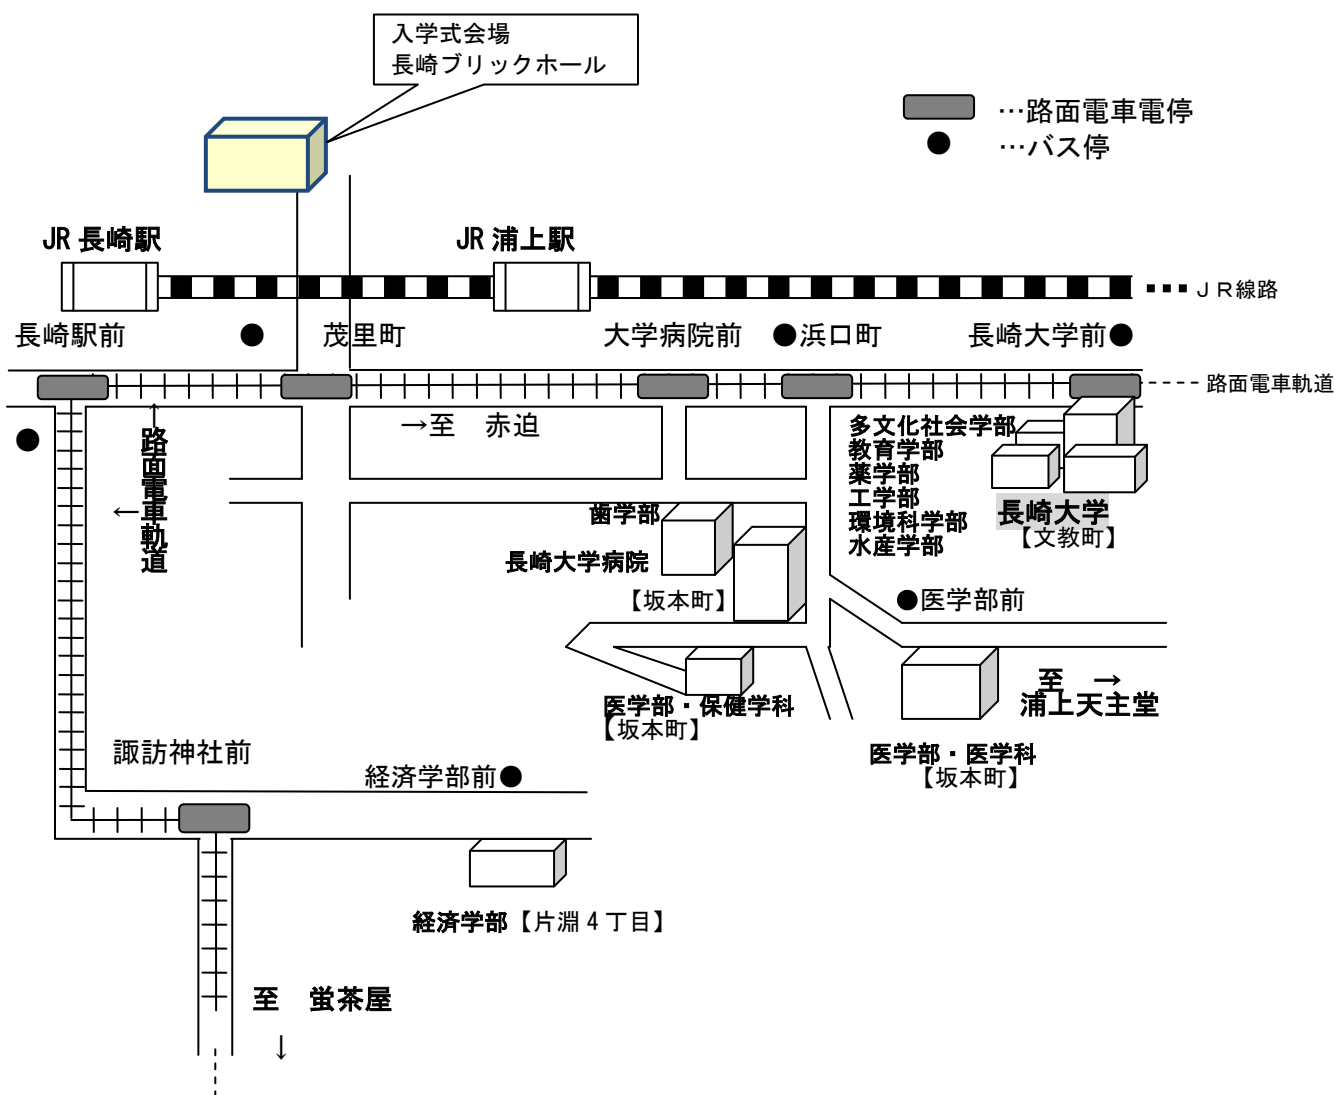 入学式会場
長崎ブリックホール
…路面電車電停
●…バス停
JR 長崎駅
JR 浦上駅
ＪＲ線路
長崎駅前
茂里町
大学病院前
●浜口町
長崎大学前●
路面電車軌道
→至　赤迫
←路面電車軌道→
多文化社会学部
教育学部
薬学部
工学部
環境科学部
水産学部
長崎大学
【文教町】
歯学部
長崎大学病院
【坂本町】
●医学部前
医学部・保健学科
【坂本町】
至　→
浦上天主堂
医学部・医学科
【坂本町】
諏訪神社前
経済学部前●
経済学部【片淵４丁目】
至　蛍茶屋
↓